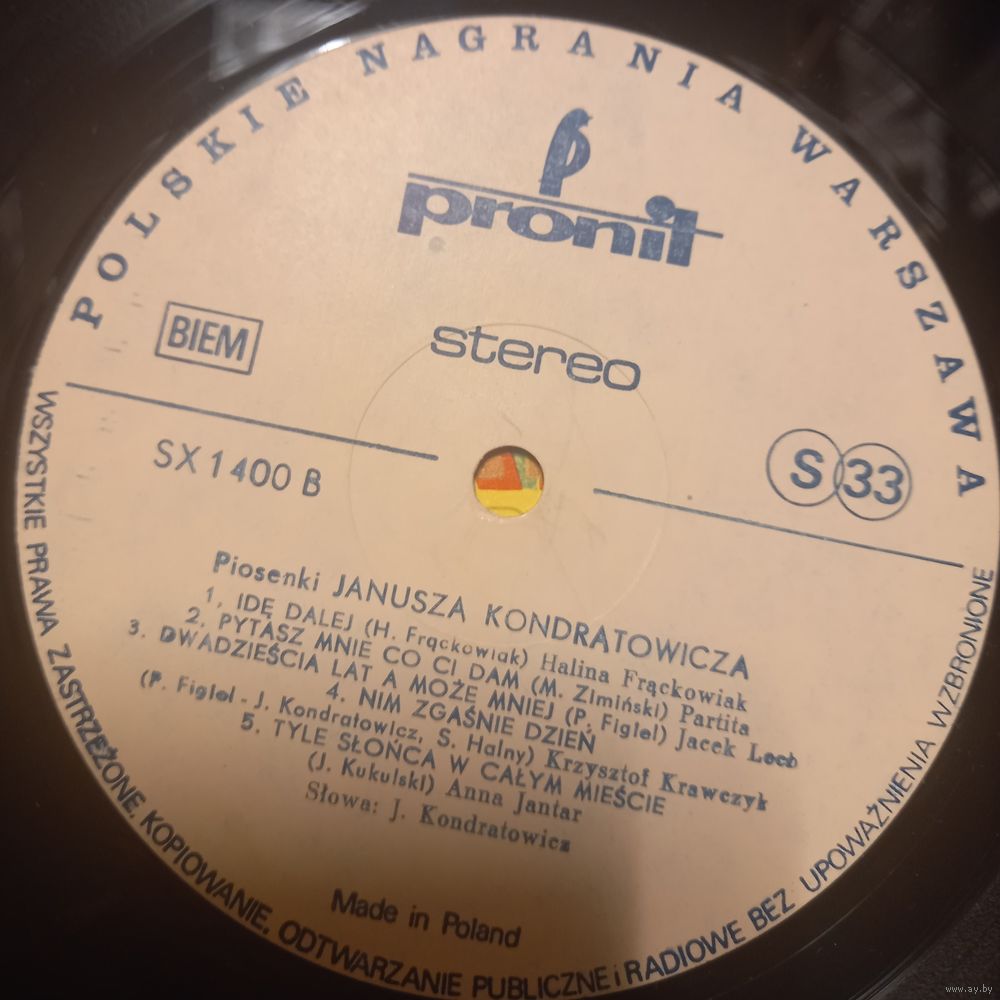 POLSKIE NAGRANIA WARSZAWA
pronit
stereo
BIEM
SX 1400 B
S 33
Piosenki JANUSZA KONDRATOWICZA
1. IDĘ DALEJ (H. Frąckowiak) Halina Frąckowiak
2. PYTASZ MNIE CO CI DAM (M. Zimiński) Partita
3. DWADZIEŚCIA LAT A MOŻE MNIEJ (P. Figiel) Jacek Lech
4. NIM ZGAŚNIE DZIEŃ
(P. Figiel - J. Kondratowicz, S. Halny) Krzysztof Krawczyk
5. TYLE SŁOŃCA W CAŁYM MIEŚCIE
(J. Kukulski) Anna Jantar
Słowa: J. Kondratowicz
Made in Poland
WSZYSTKIE PRAWA ZASTRZEŻONE. KOPIOWANIE, ODTWARZANIE PUBLICZNE i RADIOWE BEZ UPOWAŻNIENIA WZBRONIONE
www.ay.by